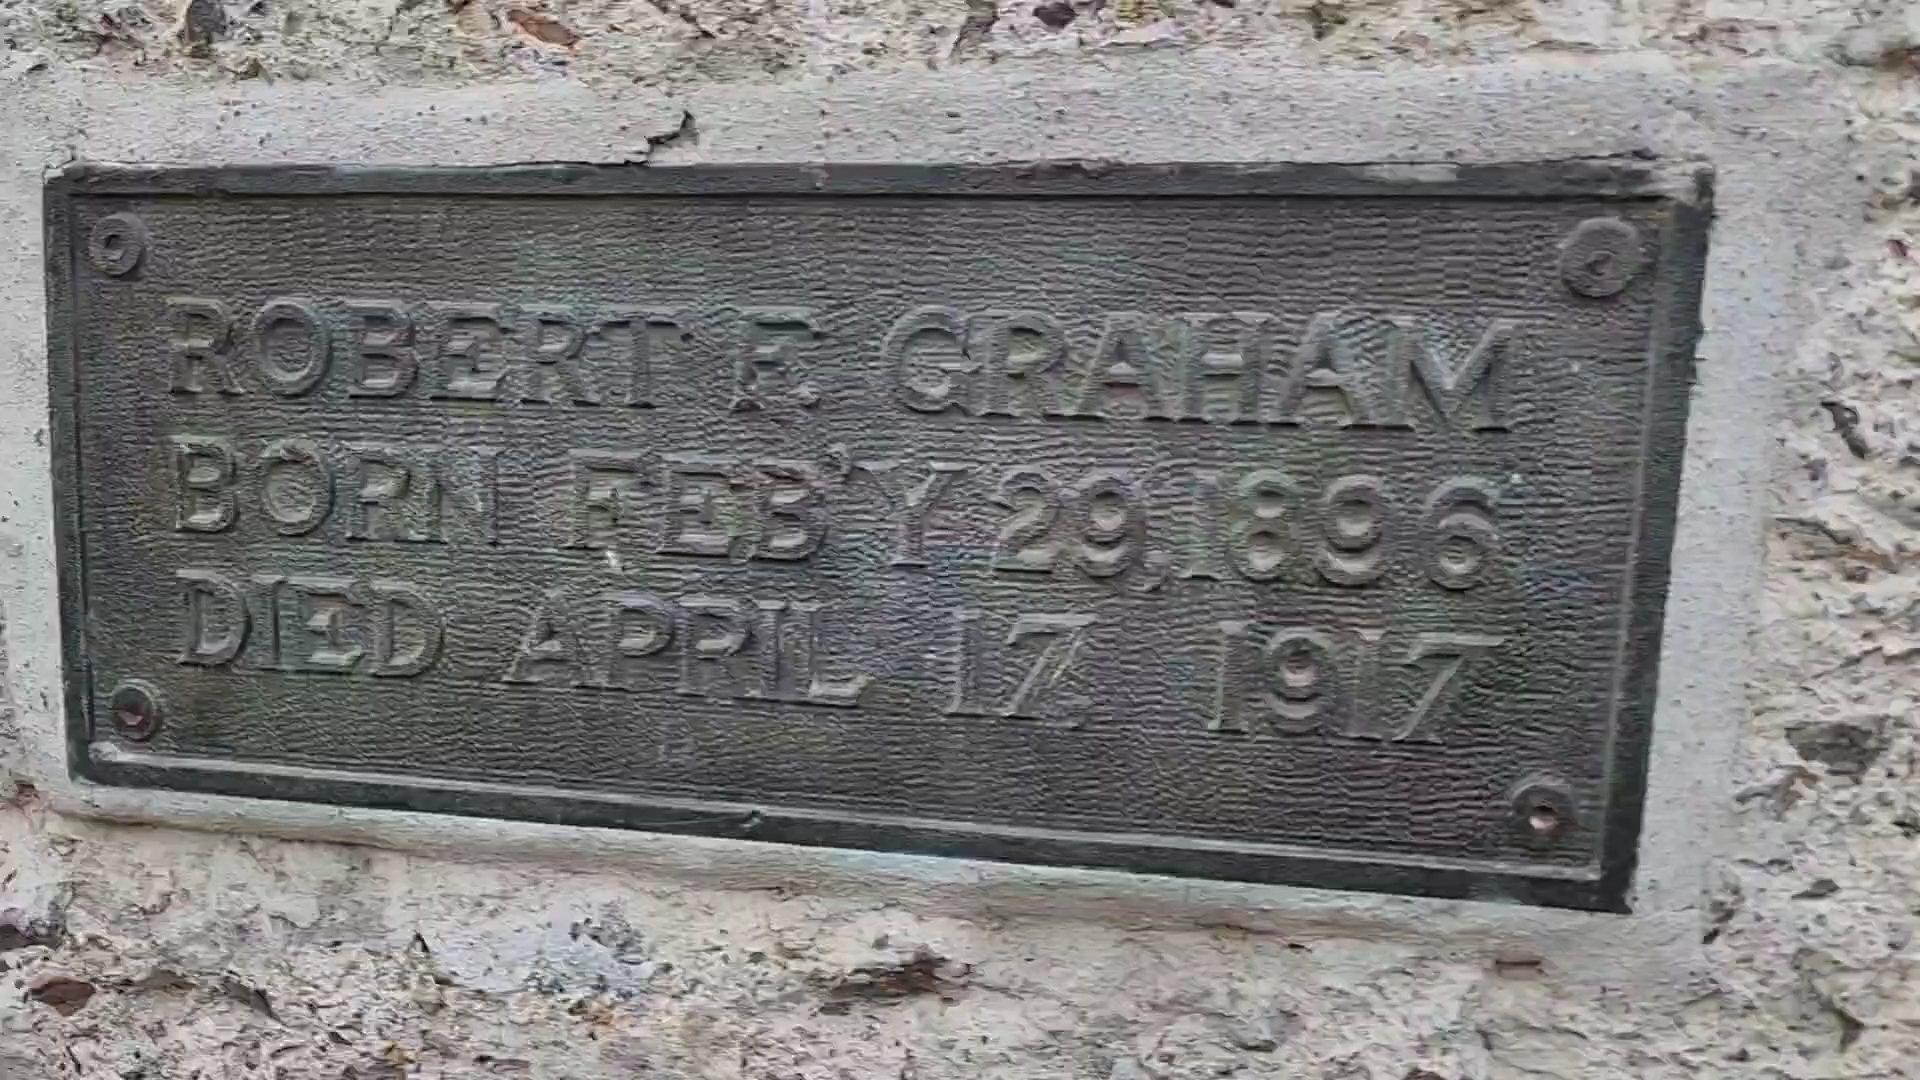 ROBERT F. GRAHAM
BORN FEB'Y 29, 1896
DIED APRIL 17, 1917